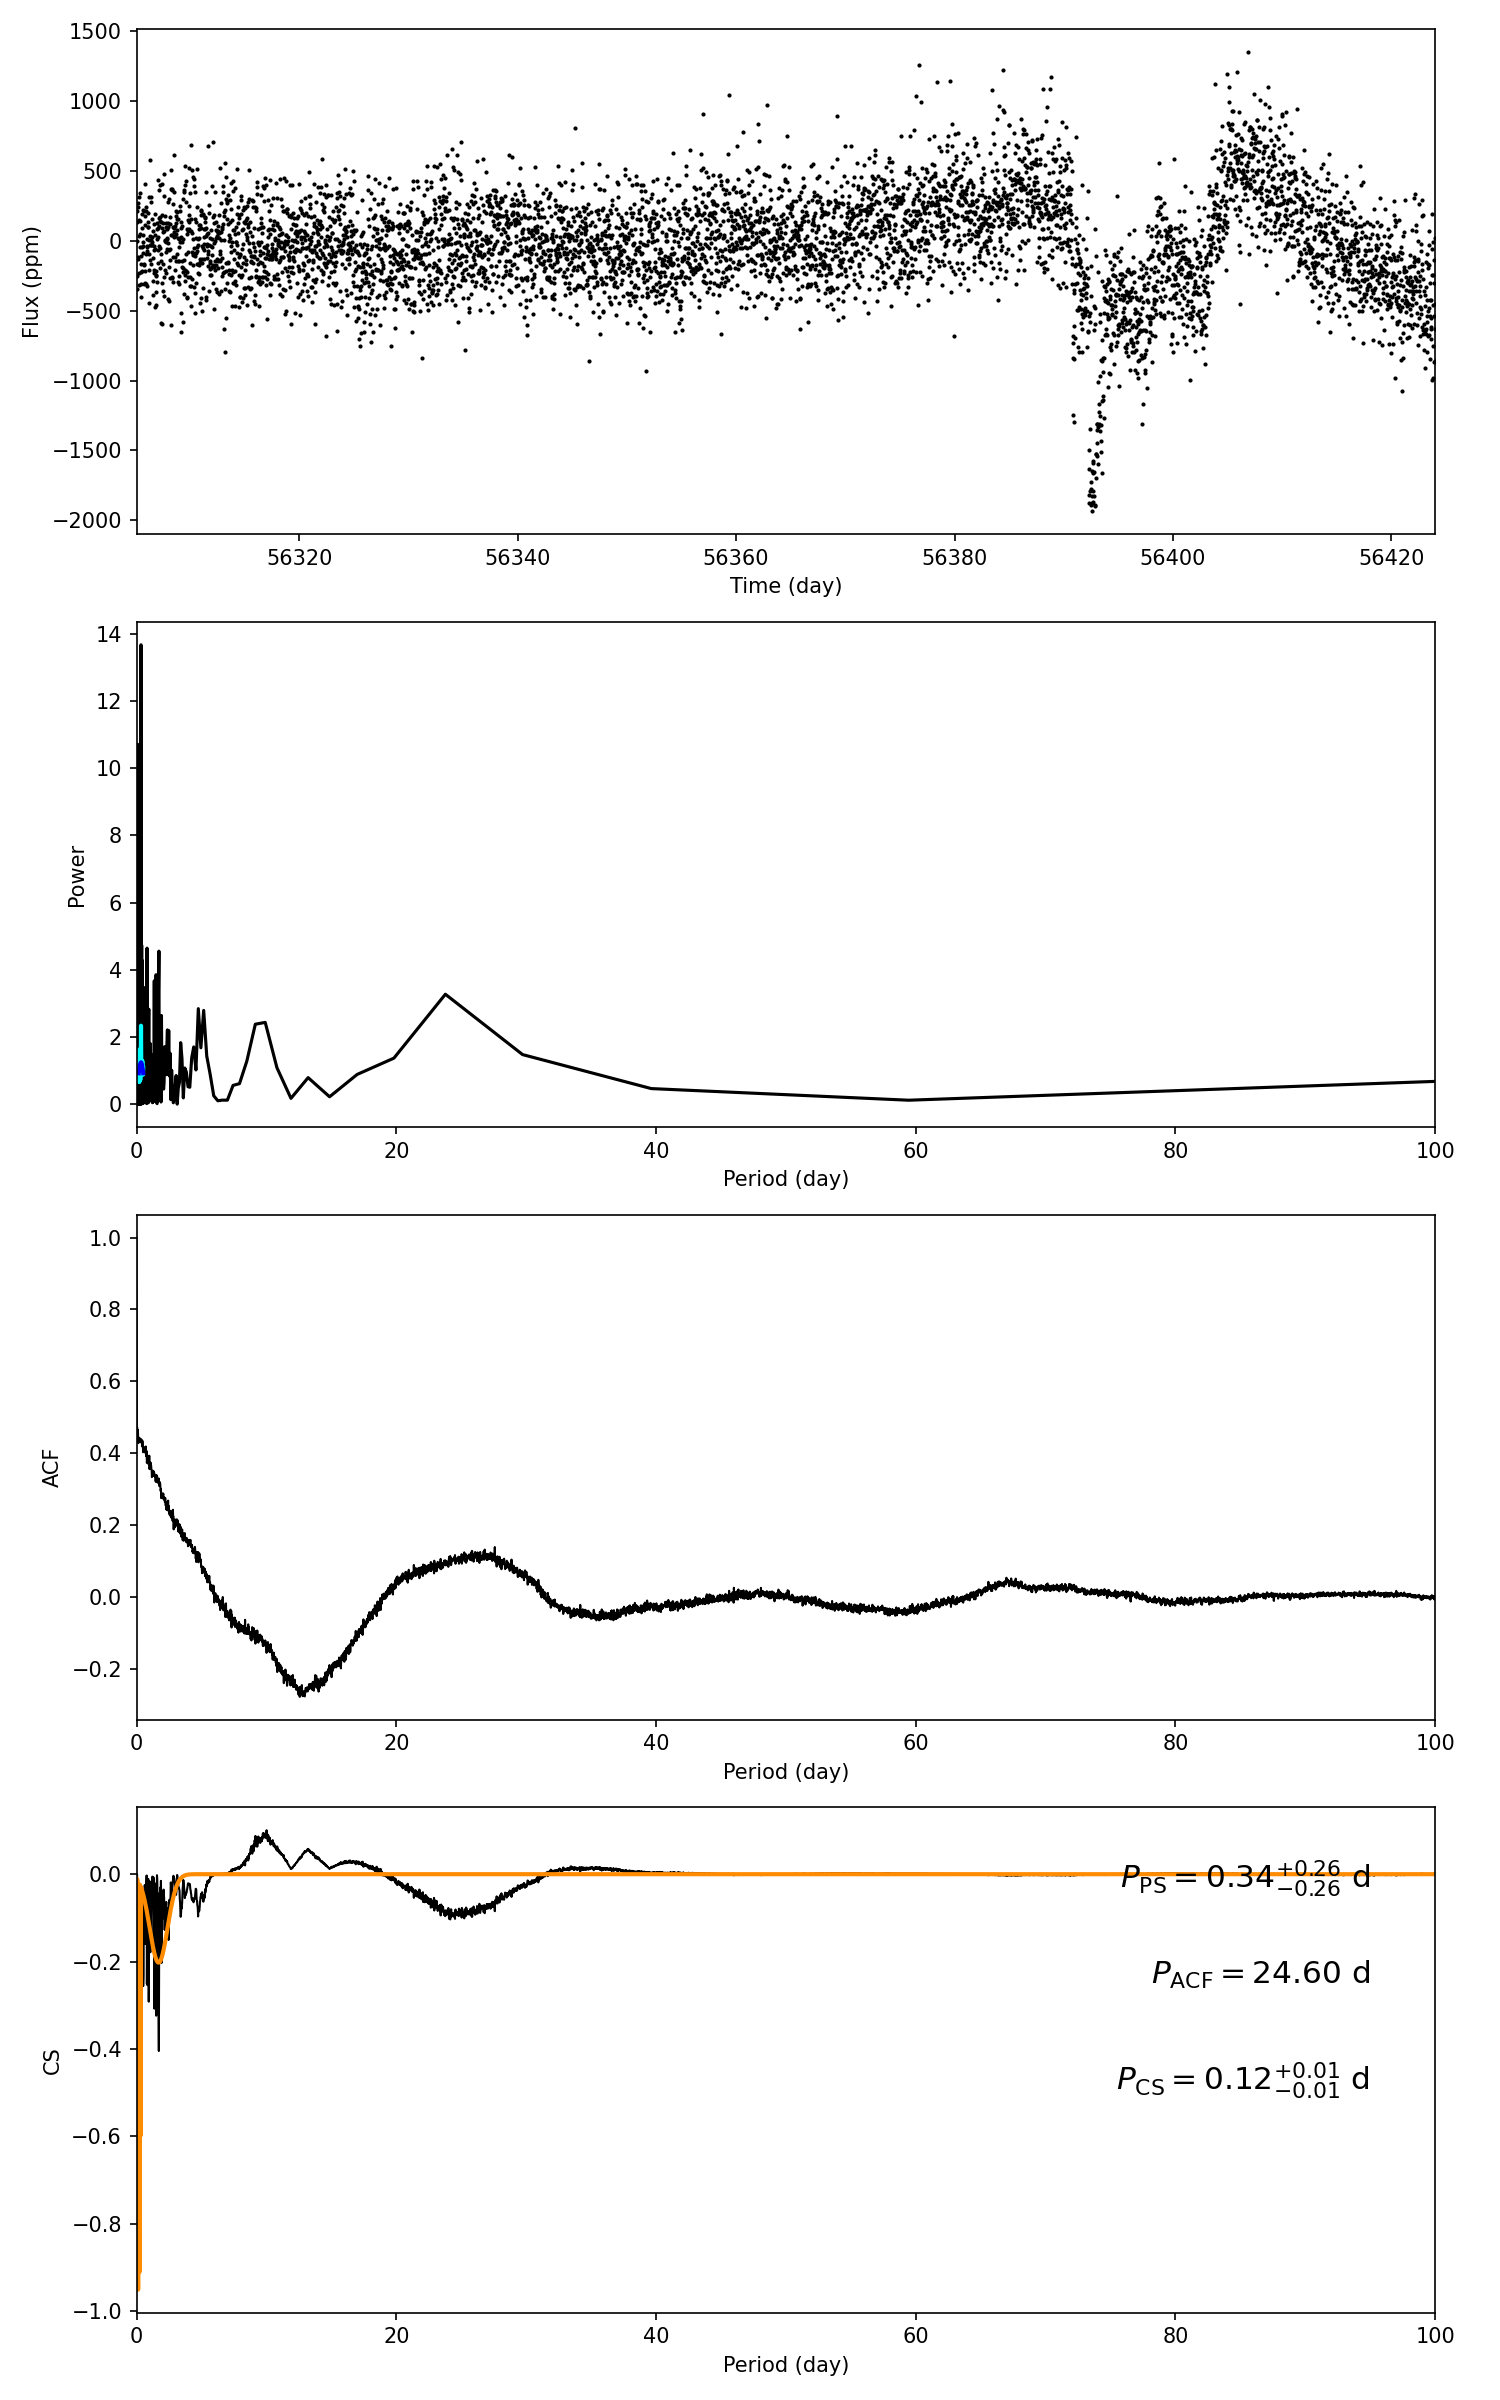 1500
1000
500
0
−500
−1000
−1500
−2000
Flux (ppm)
56320 56340 56360 56380 56400 56420
Time (day)
14
12
10
8
6
4
2
0
Power
0 20 40 60 80 100
Period (day)
1.0
0.8
0.6
0.4
0.2
0.0
−0.2
ACF
0 20 40 60 80 100
Period (day)
0.0
−0.2
−0.4
−0.6
−0.8
−1.0
CS
P_PS = 0.34 +0.26 −0.26 d
P_ACF = 24.60 d
P_CS = 0.12 +0.01 −0.01 d
0 20 40 60 80 100
Period (day)